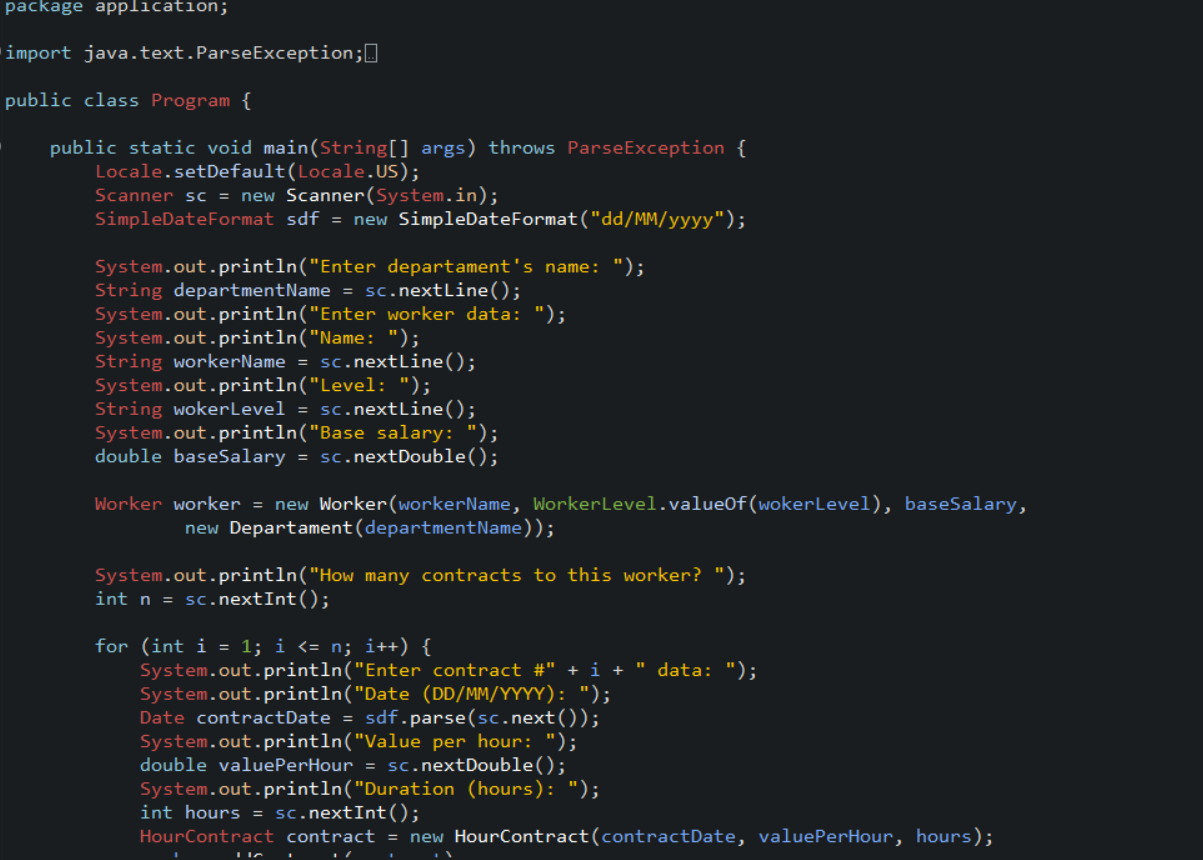 package application;
import java.text.ParseException;
public class Program {
public static void main(String[] args) throws ParseException {
Locale.setDefault(Locale.US);
Scanner sc = new Scanner(System.in);
SimpleDateFormat sdf = new SimpleDateFormat("dd/MM/yyyy");
System.out.println("Enter departament's name: ");
String departmentName = sc.nextLine();
System.out.println("Enter worker data: ");
System.out.println("Name: ");
String workerName = sc.nextLine();
System.out.println("Level: ");
String wokerLevel = sc.nextLine();
System.out.println("Base salary: ");
double baseSalary = sc.nextDouble();
Worker worker = new Worker(workerName, WorkerLevel.valueOf(wokerLevel), baseSalary,
new Departament(departmentName));
System.out.println("How many contracts to this worker? ");
int n = sc.nextInt();
for (int i = 1; i <= n; i++) {
System.out.println("Enter contract #" + i + " data: ");
System.out.println("Date (DD/MM/YYYY): ");
Date contractDate = sdf.parse(sc.next());
System.out.println("Value per hour: ");
double valuePerHour = sc.nextDouble();
System.out.println("Duration (hours): ");
int hours = sc.nextInt();
HourContract contract = new HourContract(contractDate, valuePerHour, hours);